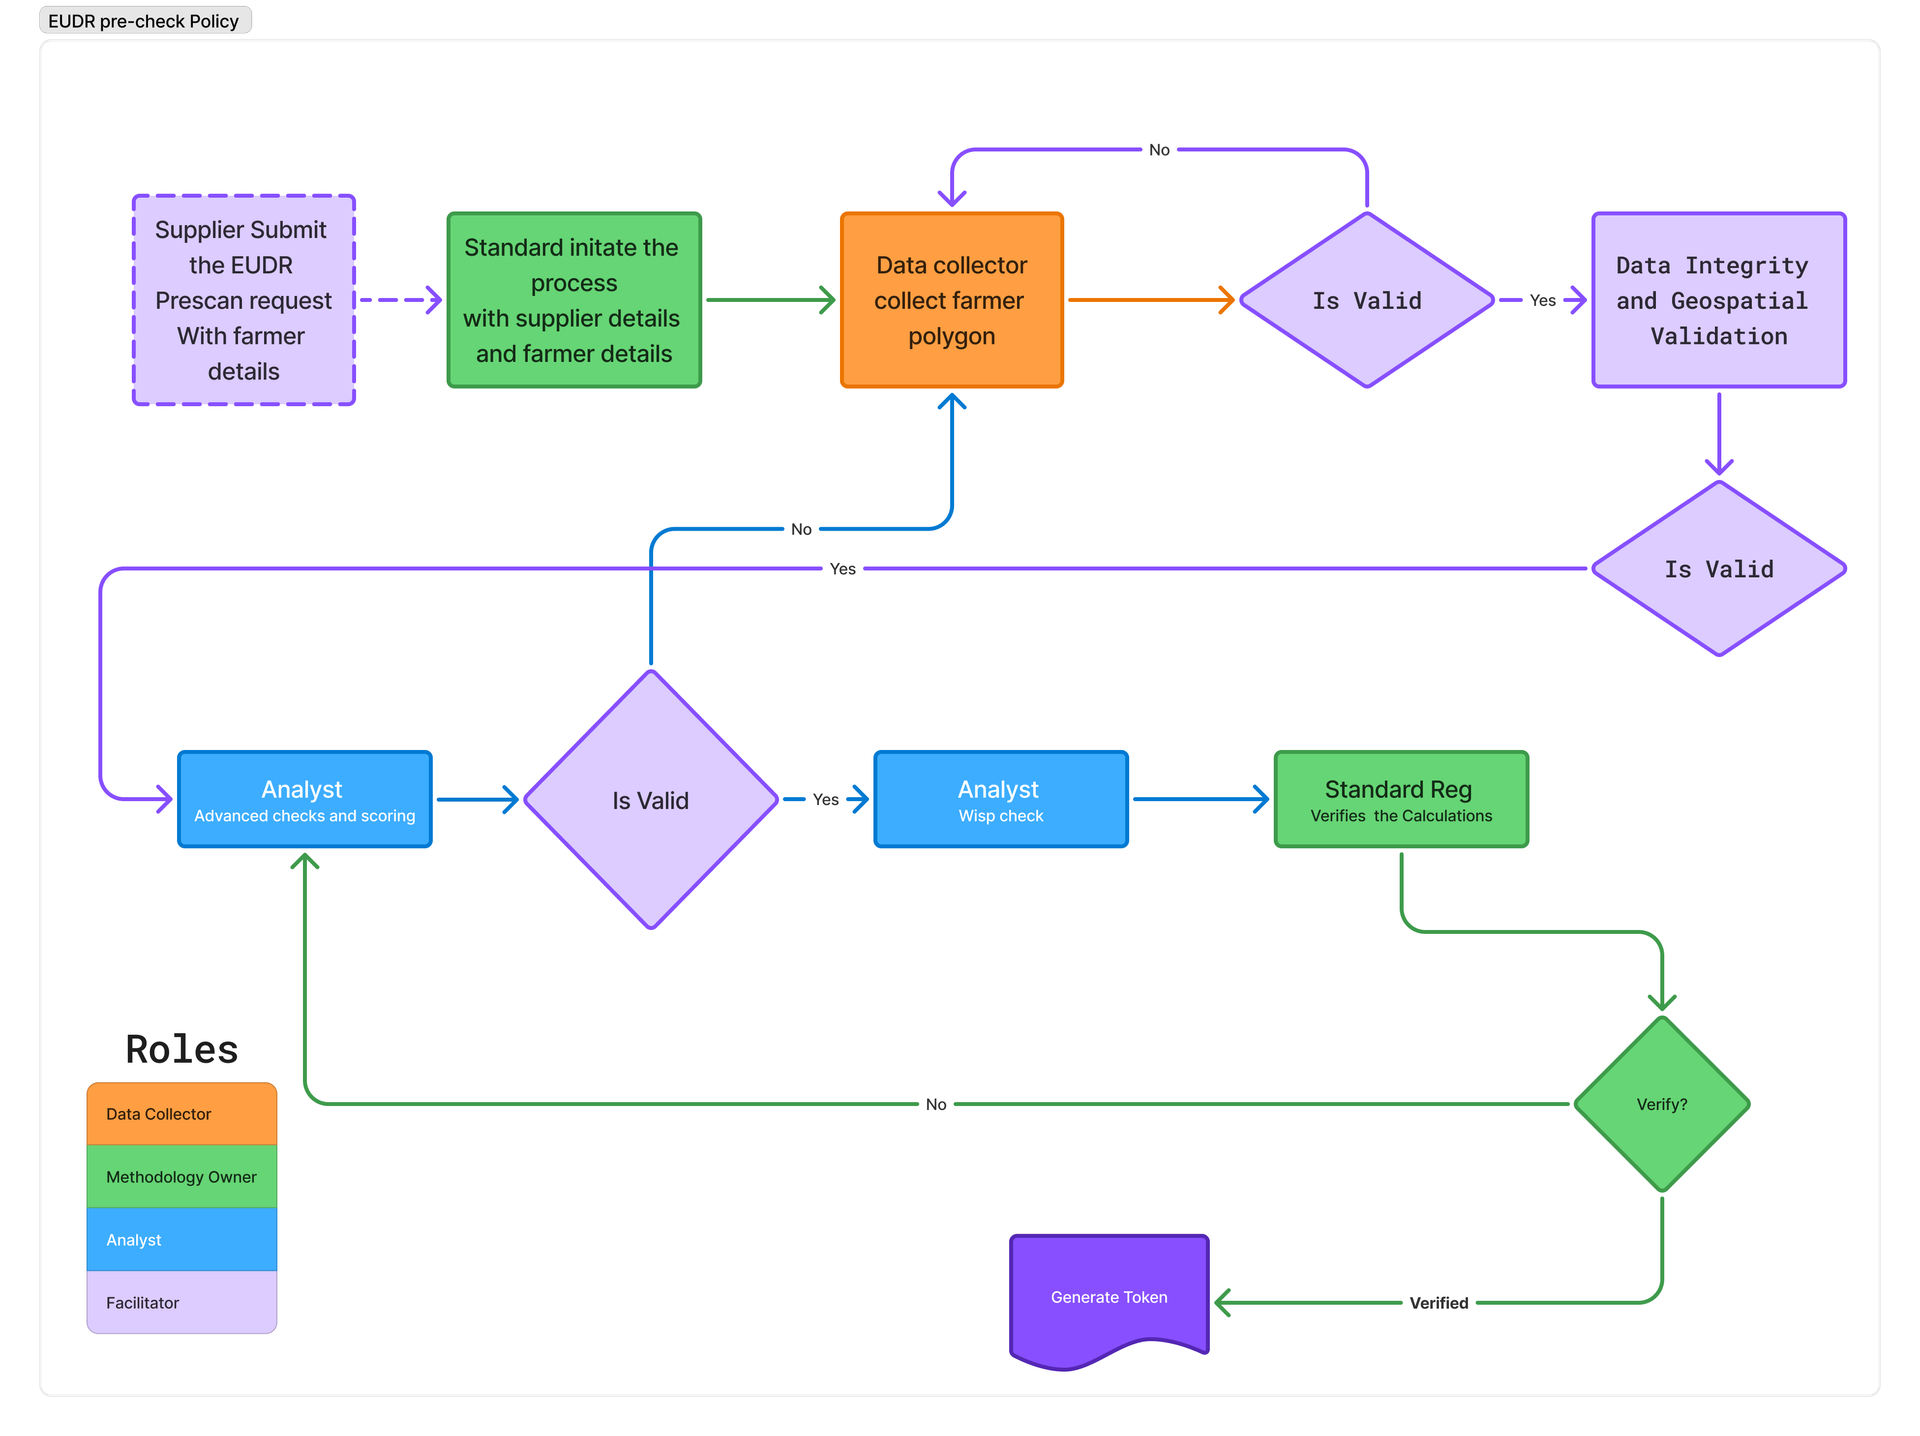 EUDR pre-check Policy
No
Supplier Submit
the EUDR
Prescan request
With farmer
details
Standard initate the
process
with supplier details
and farmer details
Data collector
collect farmer
polygon
Is Valid
Yes
Data Integrity
and Geospatial
Validation
No
Yes
Is Valid
Analyst
Advanced checks and scoring
Is Valid
Yes
Analyst
Wisp check
Standard Reg
Verifies the Calculations
Roles
Data Collector
Methodology Owner
Analyst
Facilitator
No
Verify?
Generate Token
Verified